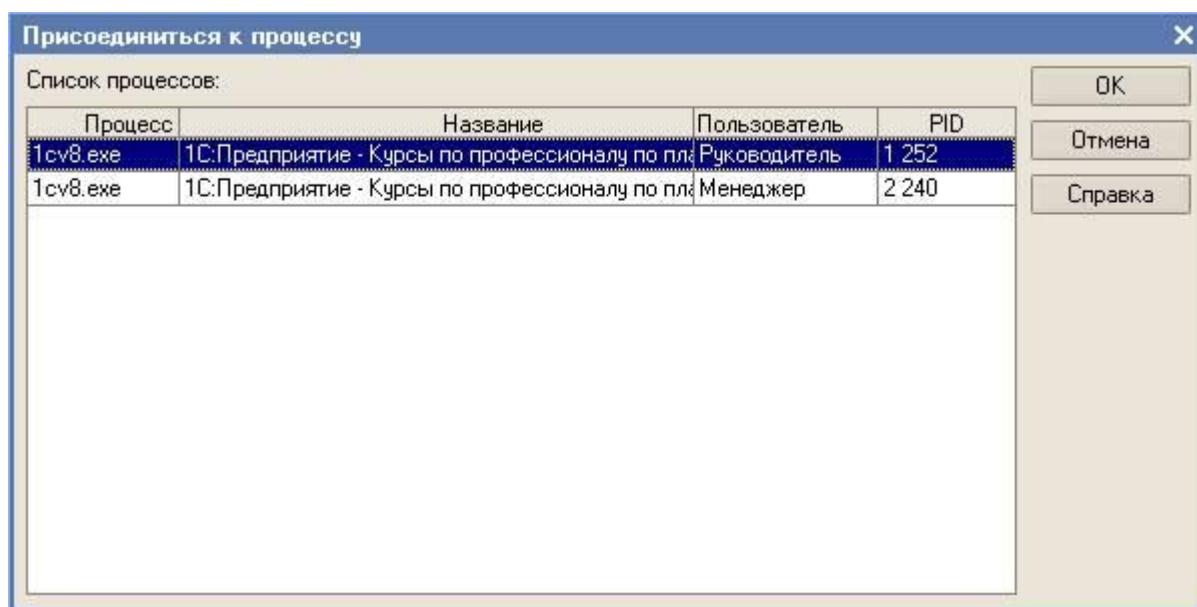 Присоединиться к процессу
Список процессов:
OK
Процесс Название Пользователь PID
Отмена
1cv8.exe 1С:Предприятие - Курсы по профессионалу по пла Руководитель 1 252
1cv8.exe 1С:Предприятие - Курсы по профессионалу по пла Менеджер 2 240
Справка